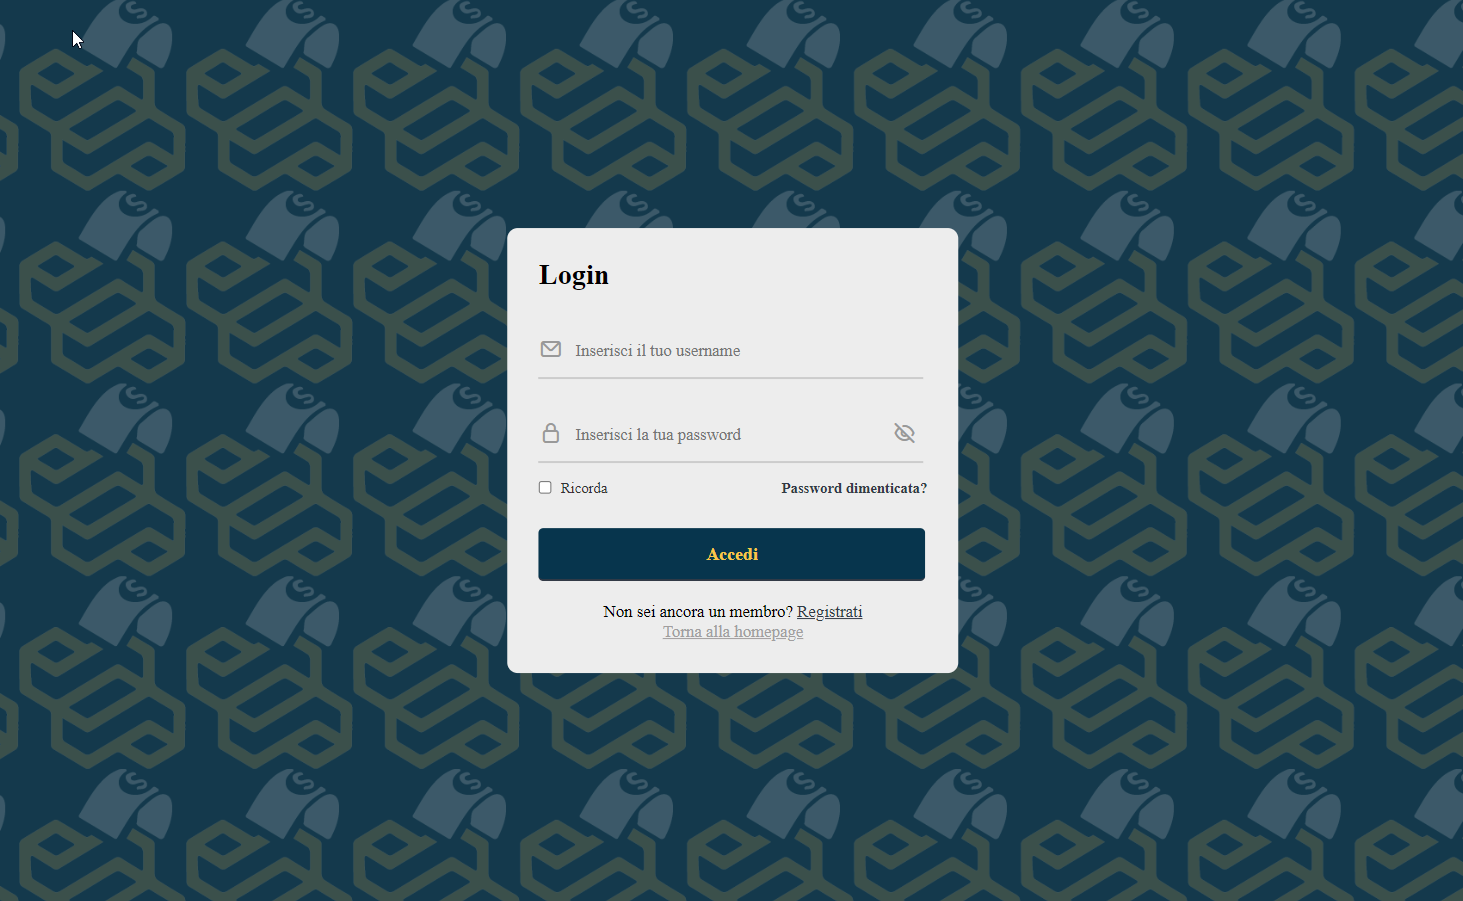 Login
Inserisci il tuo username
Inserisci la tua password
Ricorda
Password dimenticata?
Accedi
Non sei ancora un membro? Registrati
Torna alla homepage